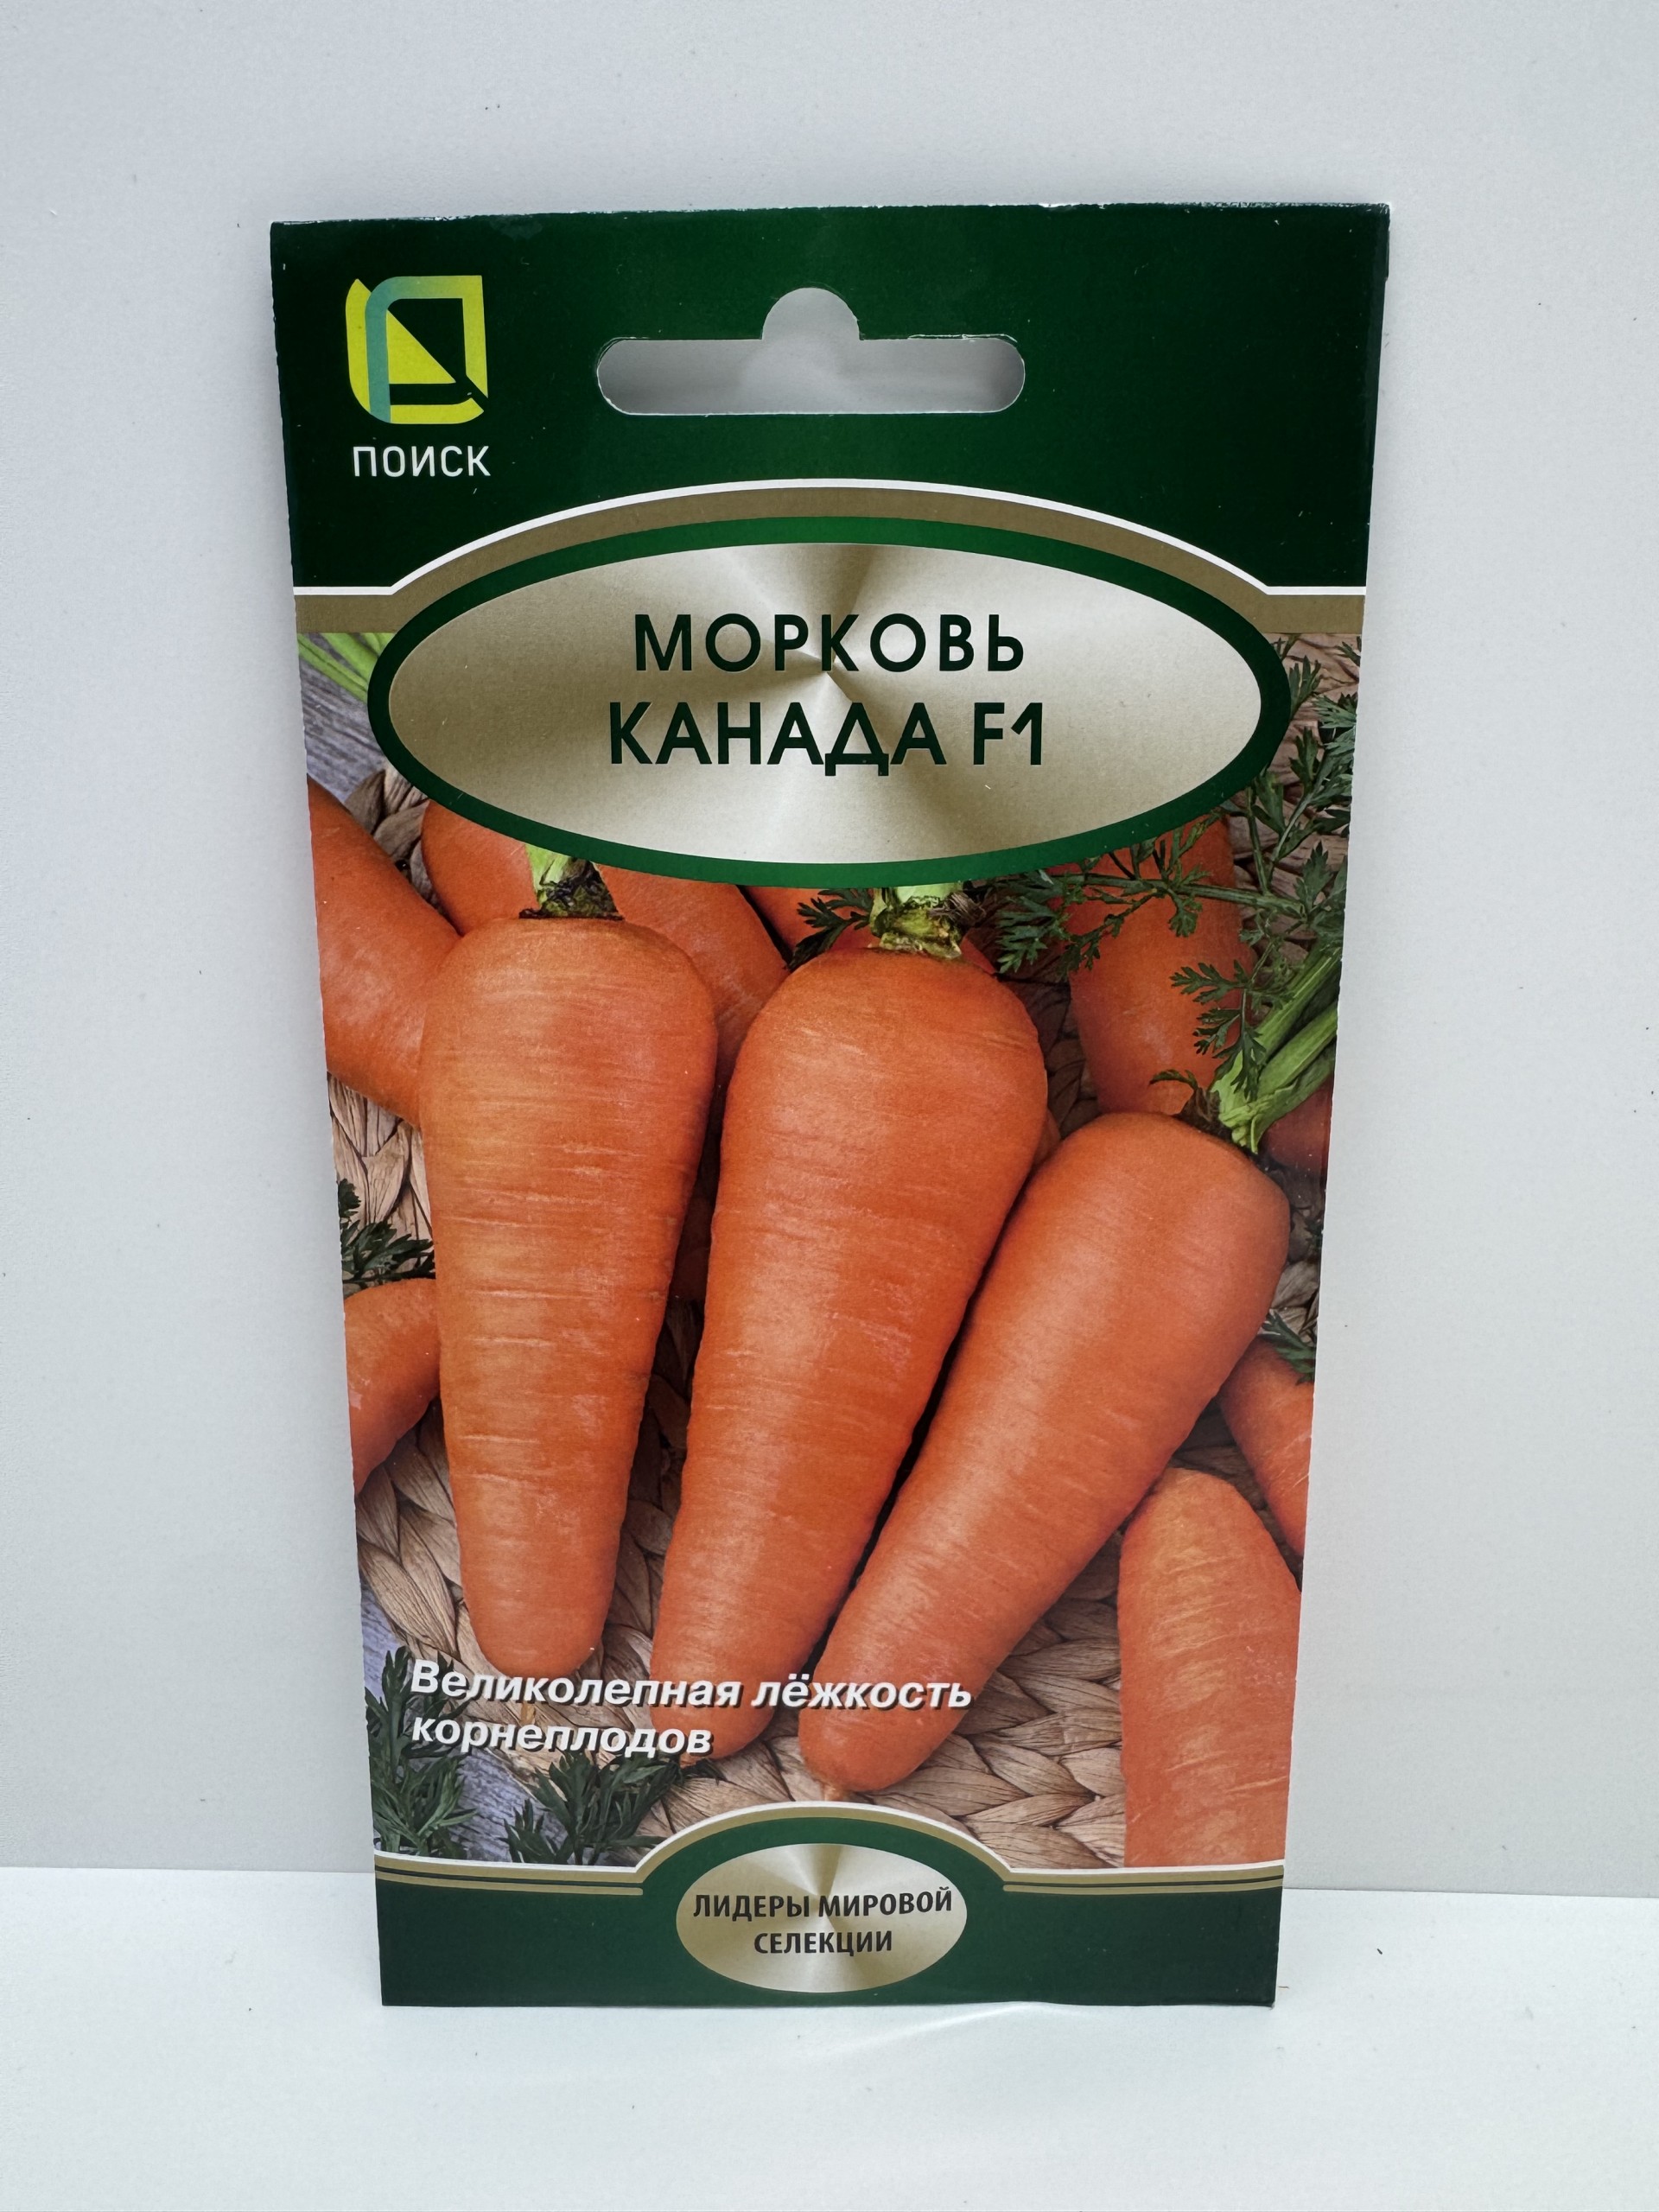 ПОИСК
МОРКОВЬ
КАНАДА F1
Великолепная лёжкость
корнеплодов
ЛИДЕРЫ МИРОВОЙ
СЕЛЕКЦИИ